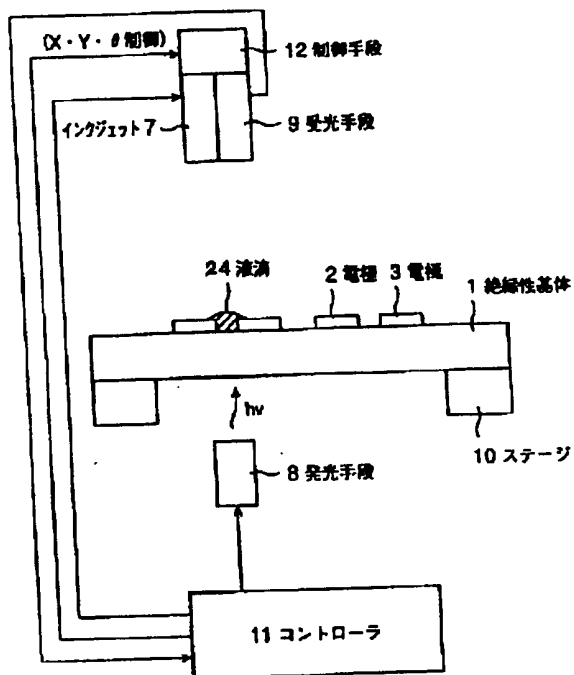 (X・Y・θ制御)
12 制御手段
インクジェット 7
9 受光手段
24 液滴
2 電極
3 電極
1 絶縁性基体
hν
10 ステージ
8 発光手段
11 コントローラ